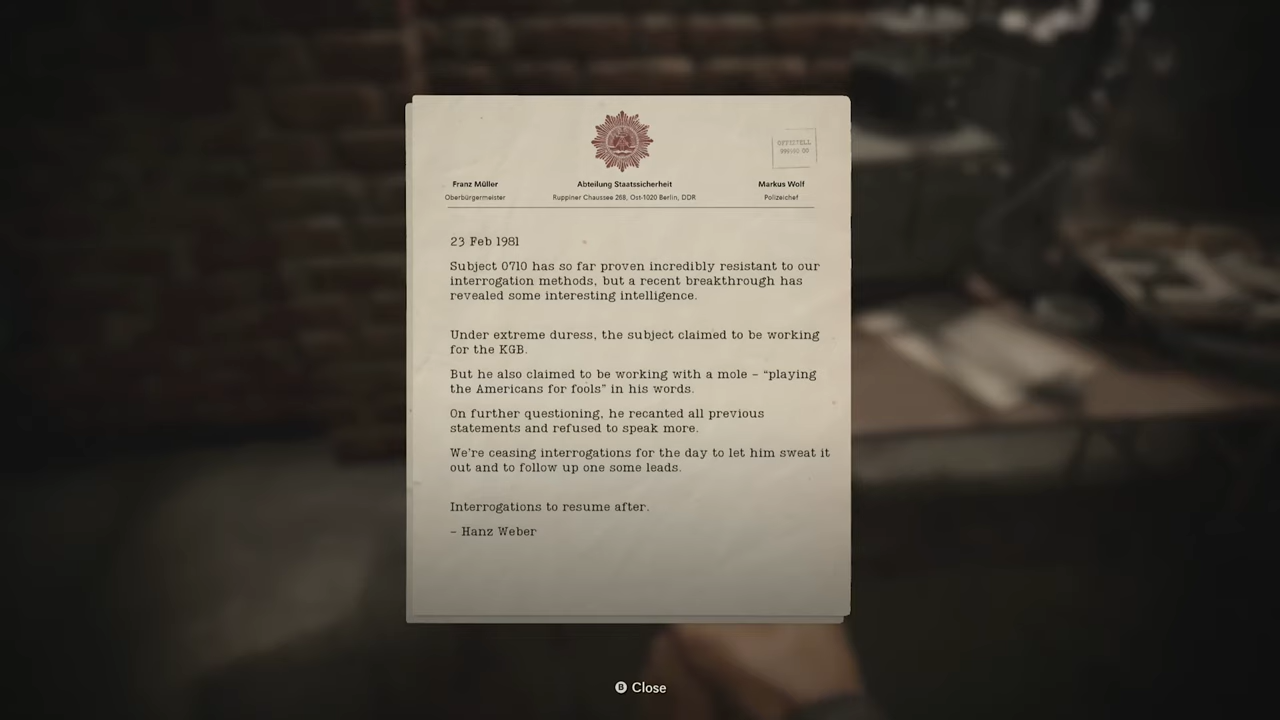 OFFIZIELL
Franz Müller
Abteilung Staatssicherheit
Markus Wolf
Oberbürgermeister
Ruppiner Chaussee 268, Ost-1020 Berlin, DDR
Polizeichef
23 Feb 1981
Subject 0710 has so far proven incredibly resistant to our
interrogation methods, but a recent breakthrough has
revealed some interesting intelligence.
Under extreme duress, the subject claimed to be working
for the KGB.
But he also claimed to be working with a mole – “playing
the Americans for fools” in his words.
On further questioning, he recanted all previous
statements and refused to speak more.
We’re ceasing interrogations for the day to let him sweat it
out and to follow up one some leads.
Interrogations to resume after.
– Hanz Weber
B Close